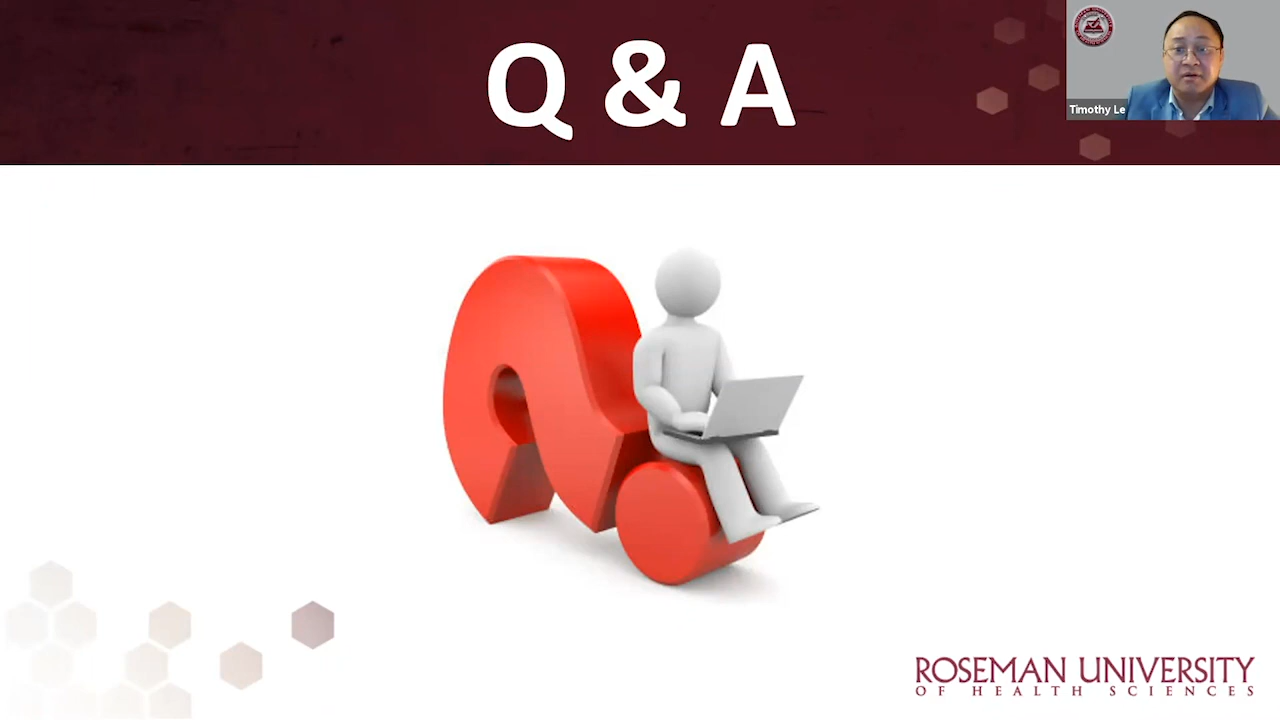 Q & A
Timothy Le
ROSEMAN UNIVERSITY
OF HEALTH SCIENCES